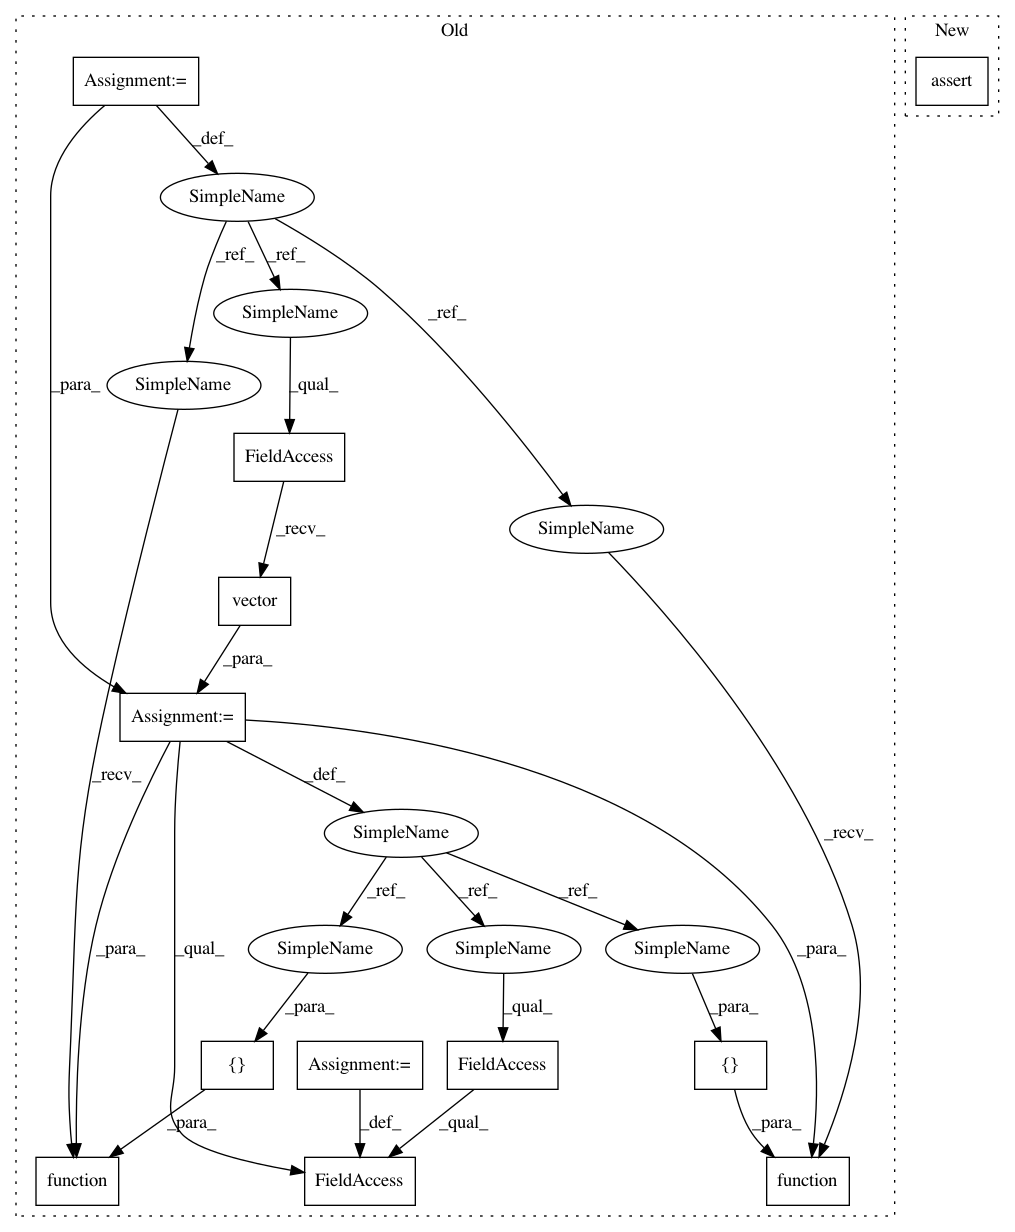 Old
New
Assignment:=
assert
_def_
SimpleName
_ref_
_ref_
_ref_
SimpleName
SimpleName
_para_
_qual_
FieldAccess
SimpleName
_recv_
vector
_para_
Assignment:=
_recv_
_def_
SimpleName
_recv_
_ref_
_ref_
_ref_
_para_
_qual_
_para_
SimpleName
SimpleName
SimpleName
_para_
_qual_
_para_
{}
Assignment:=
FieldAccess
{}
_para_
_def_
_qual_
_para_
function
FieldAccess
function